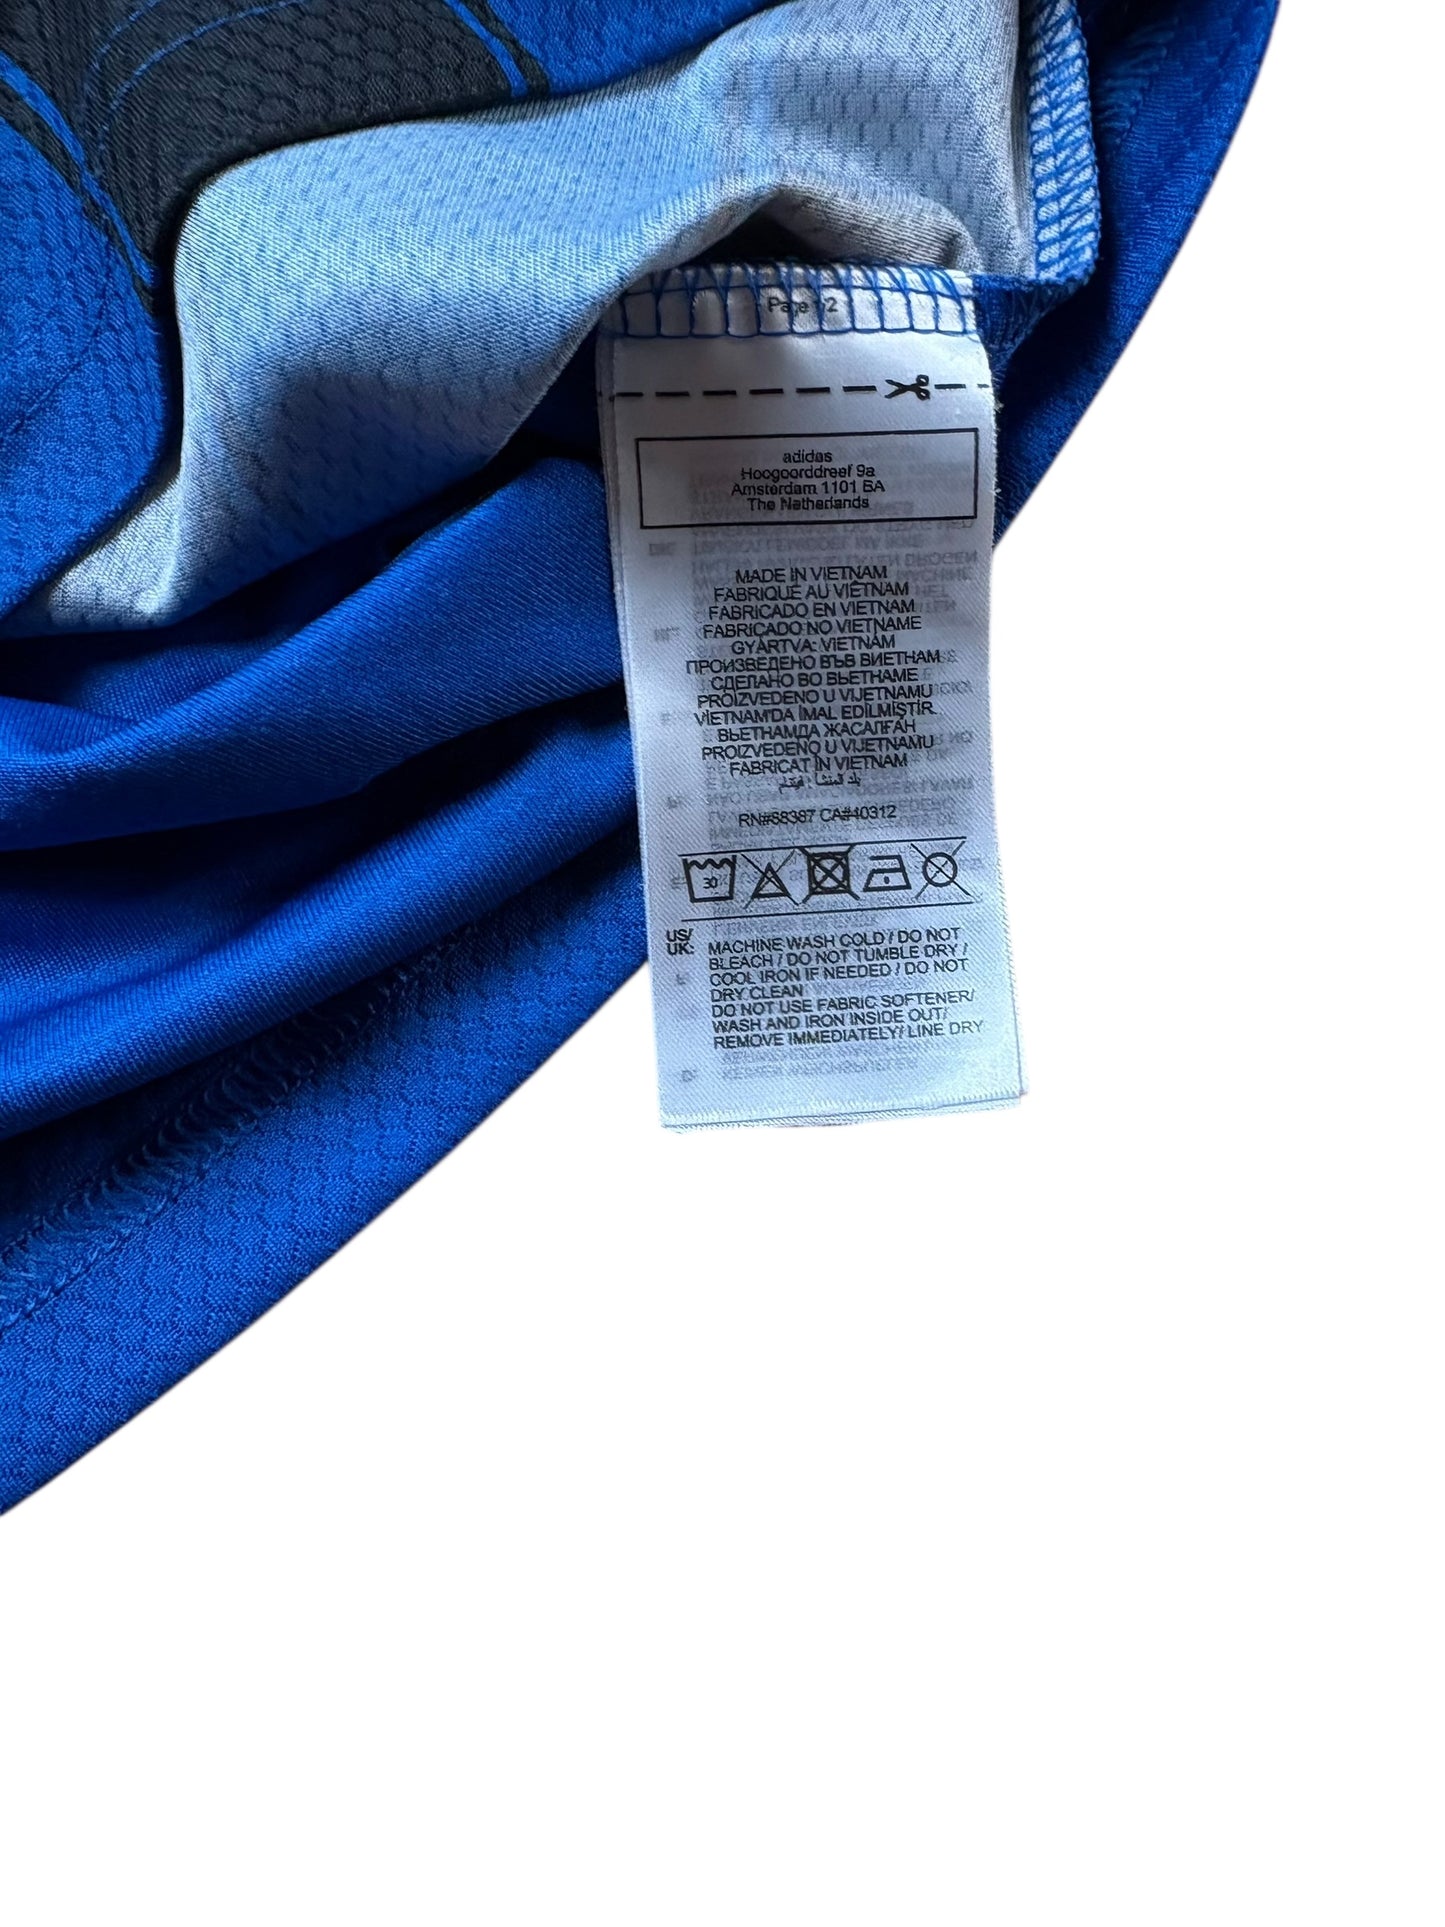 adidas
Hoogoorddreef 9a
Amsterdam 1101 BA
The Netherlands
MADE IN VIETNAM
FABRIQUÉ AU VIETNAM
FABRICADO EN VIETNAM
FABRICADO NO VIETNAME
GYÁRTVA: VIETNAM
ПРОИЗВЕДЕНО ВЪВ ВИЕТНАМ
СДЕЛАНО ВО ВЬЕТНАМЕ
PROIZVEDENO U VIJETNAMU
VİETNAM'DA İMAL EDİLMİŞTİR.
ВЬЕТНАМДА ЖАСАЛҒАН
PROIZVEDENO U VIJETNAMU
FABRICAT ÎN VIETNAM
بلد المنشأ : فيتنام
RN#88387 CA#40312
30
US/
UK: MACHINE WASH COLD / DO NOT
BLEACH / DO NOT TUMBLE DRY /
COOL IRON IF NEEDED / DO NOT
DRY CLEAN
DO NOT USE FABRIC SOFTENER/
WASH AND IRON INSIDE OUT/
REMOVE IMMEDIATELY/ LINE DRY